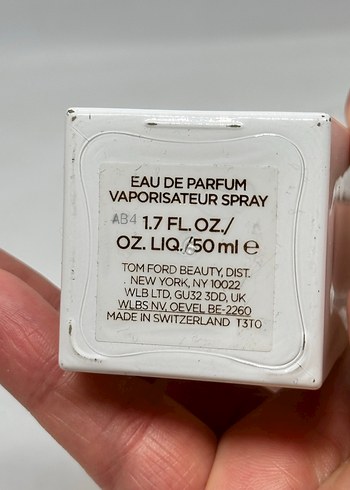 EAU DE PARFUM
VAPORISATEUR SPRAY
AB4 1.7 FL. OZ./
OZ. LIQ./50 ml ℮
TOM FORD BEAUTY, DIST.
NEW YORK, NY 10022
WLB LTD, GU32 3DD, UK
WLBS NV, OEVEL BE-2260
MADE IN SWITZERLAND T3T0